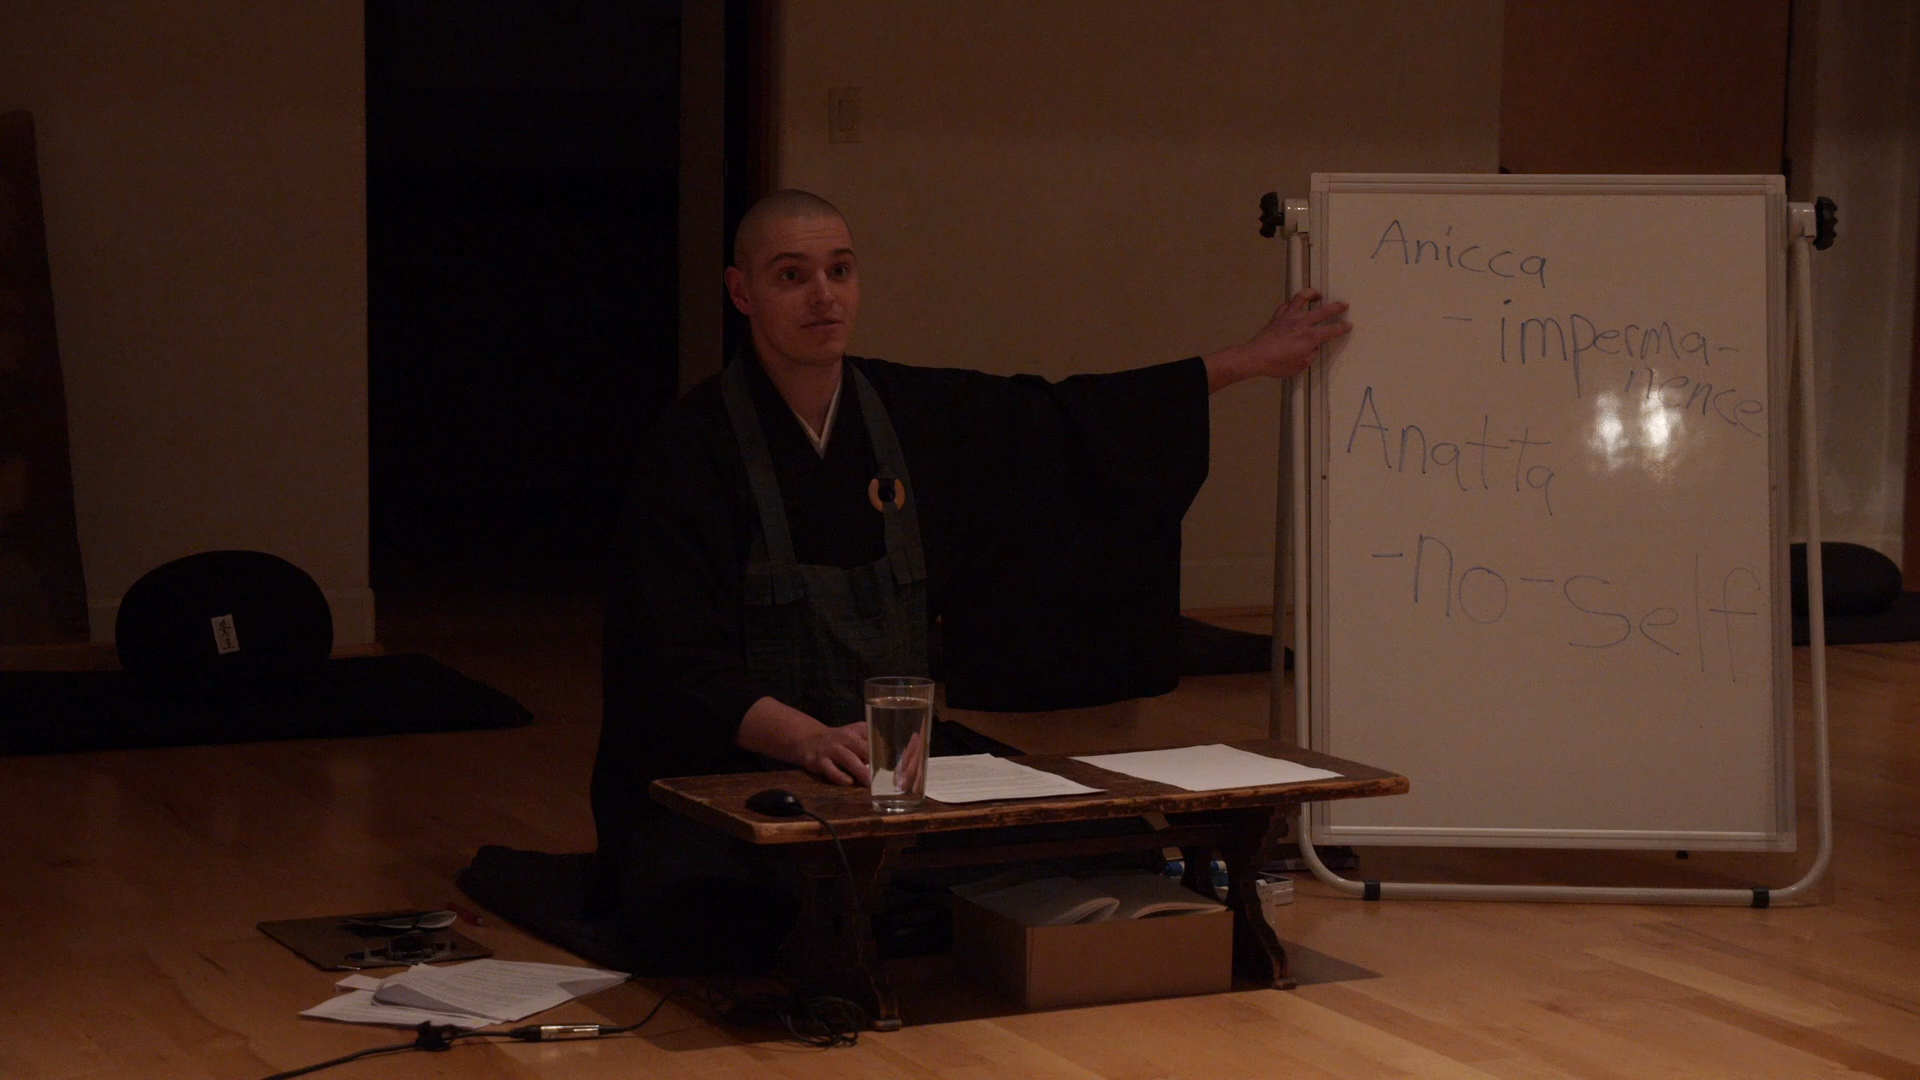 Anicca
- imperma-
nence
Anatta
- no-self